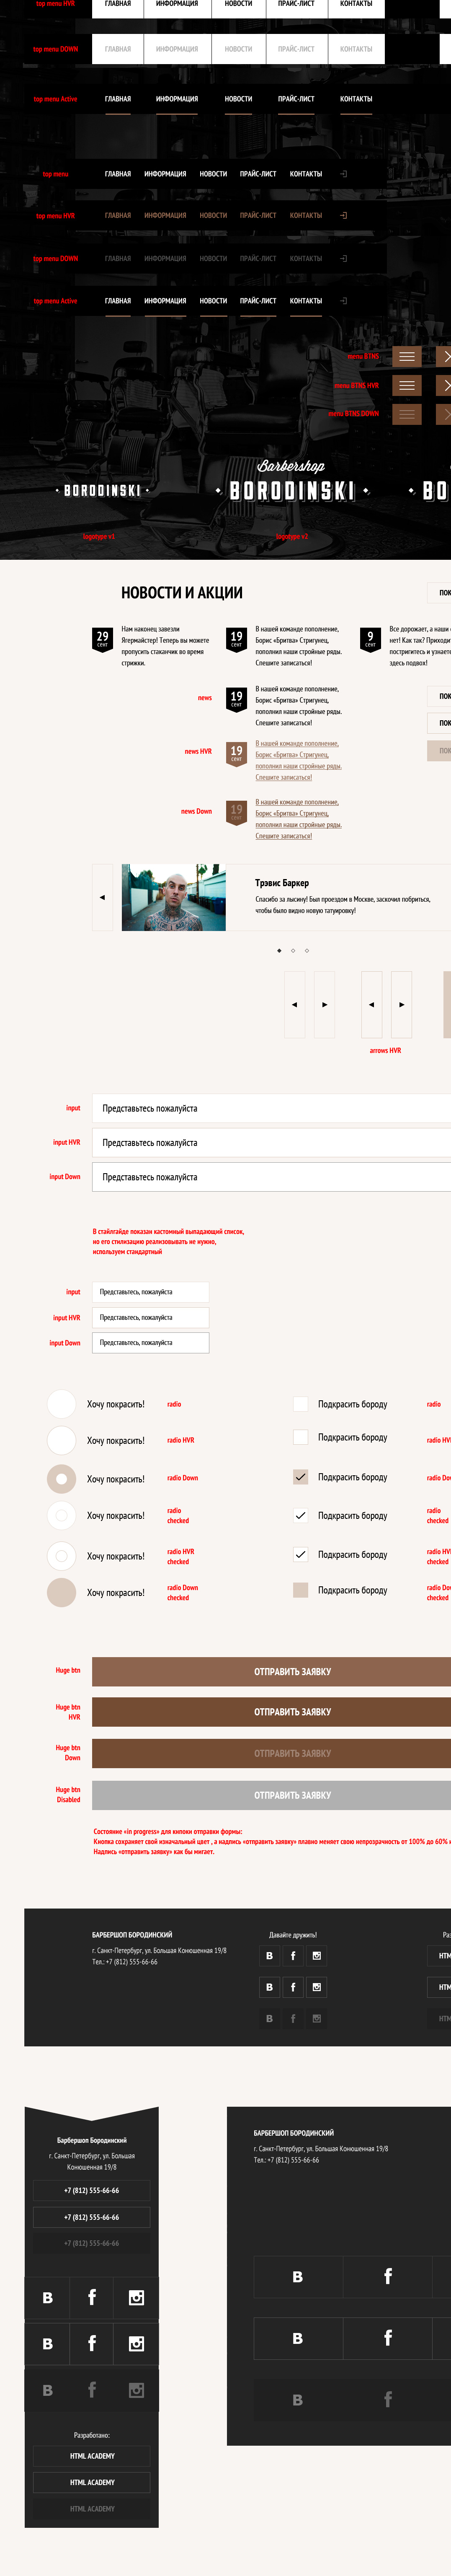 top menu HVR ГЛАВНАЯ ИНФОРМАЦИЯ НОВОСТИ ПРАЙС-ЛИСТ КОНТАКТЫ
top menu DOWN ГЛАВНАЯ ИНФОРМАЦИЯ НОВОСТИ ПРАЙС-ЛИСТ КОНТАКТЫ
top menu Active ГЛАВНАЯ ИНФОРМАЦИЯ НОВОСТИ ПРАЙС-ЛИСТ КОНТАКТЫ
top menu ГЛАВНАЯ ИНФОРМАЦИЯ НОВОСТИ ПРАЙС-ЛИСТ КОНТАКТЫ
top menu HVR ГЛАВНАЯ ИНФОРМАЦИЯ НОВОСТИ ПРАЙС-ЛИСТ КОНТАКТЫ
top menu DOWN ГЛАВНАЯ ИНФОРМАЦИЯ НОВОСТИ ПРАЙС-ЛИСТ КОНТАКТЫ
top menu Active ГЛАВНАЯ ИНФОРМАЦИЯ НОВОСТИ ПРАЙС-ЛИСТ КОНТАКТЫ
menu BTNS
menu BTNS HVR
menu BTNS DOWN
Barbershop
BORODINSKI BORODINSKI BO
logotype v1 logotype v2
НОВОСТИ И АКЦИИ ПОК
29 сент
Нам наконец завезли
Ягермайстер! Теперь вы можете
пропусить стаканчик во время
стрижки.
19 сент
В нашей команде пополнение,
Борис «Бритва» Стригунец,
пополнил наши стройные ряды.
Спешите записаться!
9 сент
Все дорожает, а наши
нет! Как так? Приходи
постригитесь и узнаете
здесь подвох!
news
19 сент
В нашей команде пополнение,
Борис «Бритва» Стригунец,
пополнил наши стройные ряды.
Спешите записаться!
ПОК
ПОК
news HVR
19 сент
В нашей команде пополнение,
Борис «Бритва» Стригунец,
пополнил наши стройные ряды.
Спешите записаться!
ПОК
news Down
19 сент
В нашей команде пополнение,
Борис «Бритва» Стригунец,
пополнил наши стройные ряды.
Спешите записаться!
Трэвис Баркер
Спасибо за лысину! Был проездом в Москве, заскочил побриться,
чтобы было видно новую татуировку!
arrows HVR
input Представьтесь пожалуйста
input HVR Представьтесь пожалуйста
input Down Представьтесь пожалуйста
В стайлгайде показан кастомный выпадающий список,
но его стилизацию реализовывать не нужно,
используем стандартный
input Представьтесь, пожалуйста
input HVR Представьтесь, пожалуйста
input Down Представьтесь, пожалуйста
Хочу покрасить! radio Подкрасить бороду radio
Хочу покрасить! radio HVR Подкрасить бороду radio HV
Хочу покрасить! radio Down Подкрасить бороду radio Dow
Хочу покрасить! radio checked Подкрасить бороду radio checked
Хочу покрасить! radio HVR checked Подкрасить бороду radio HV checked
Хочу покрасить! radio Down checked Подкрасить бороду radio Dow checked
Huge btn ОТПРАВИТЬ ЗАЯВКУ
Huge btn HVR ОТПРАВИТЬ ЗАЯВКУ
Huge btn Down ОТПРАВИТЬ ЗАЯВКУ
Huge btn Disabled ОТПРАВИТЬ ЗАЯВКУ
Состояние «in progress» для кнпоки отправки формы:
Кнопка сохраняет свой изначальный цвет , а надпись «отправить заявку» плавно меняет свою непрозрачность от 100% до 60% и
Надпись «отправить заявку» как бы мигает.
БАРБЕРШОП БОРОДИНСКИЙ Давайте дружить! Раз
г. Санкт-Петербург, ул. Большая Конюшенная 19/8
Тел.: +7 (812) 555-66-66
B f HTM
B f HTM
B f HTM
Барбершоп Бородинский
г. Санкт-Петербург, ул. Большая
Конюшенная 19/8
+7 (812) 555-66-66
+7 (812) 555-66-66
+7 (812) 555-66-66
B f
B f
B f
Разработано:
HTML ACADEMY
HTML ACADEMY
HTML ACADEMY
БАРБЕРШОП БОРОДИНСКИЙ
г. Санкт-Петербург, ул. Большая Конюшенная 19/8
Тел.: +7 (812) 555-66-66
B f
B f
B f